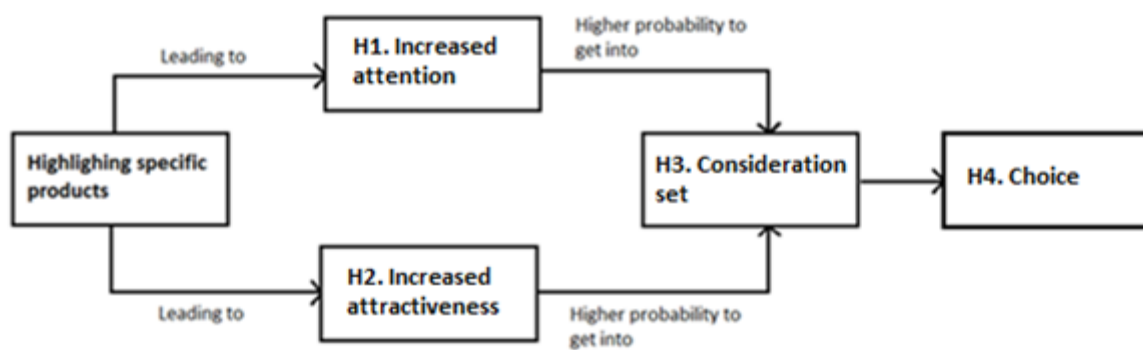 Higher probability to
get into
H1. Increased
attention
Leading to
Highlighing specific
products
H3. Consideration
set
H4. Choice
H2. Increased
attractiveness
Leading to
Higher probability to
get into